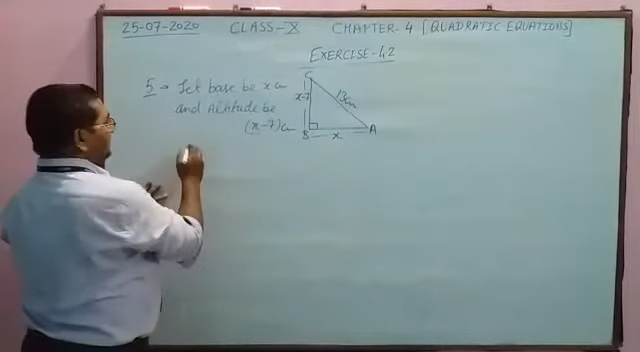 25-07-2020 CLASS-X CHAPTER-4 [QUADRATIC EQUATIONS]
EXERCISE-4.2
5 → Let base be x cm
and Altitude be
(x-7)cm
C
x-7
13cm
B
x
A